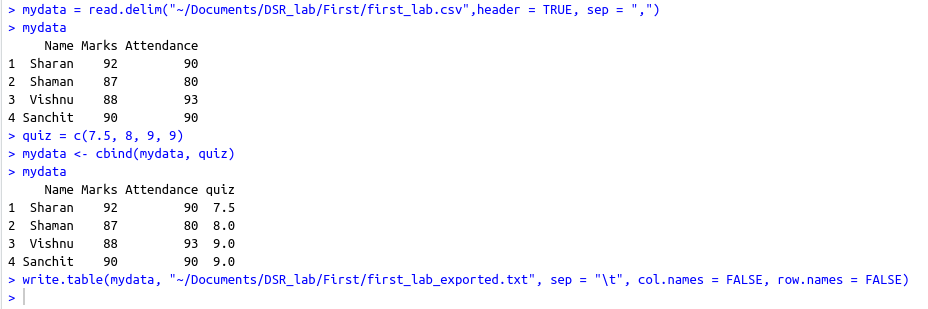 > mydata = read.delim("~/Documents/DSR_lab/First/first_lab.csv",header = TRUE, sep = ",")
> mydata
     Name Marks Attendance
1  Sharan    92         90
2  Shaman    87         80
3  Vishnu    88         93
4 Sanchit    90         90
> quiz = c(7.5, 8, 9, 9)
> mydata <- cbind(mydata, quiz)
> mydata
     Name Marks Attendance quiz
1  Sharan    92         90  7.5
2  Shaman    87         80  8.0
3  Vishnu    88         93  9.0
4 Sanchit    90         90  9.0
> write.table(mydata, "~/Documents/DSR_lab/First/first_lab_exported.txt", sep = "\t", col.names = FALSE, row.names = FALSE)
>